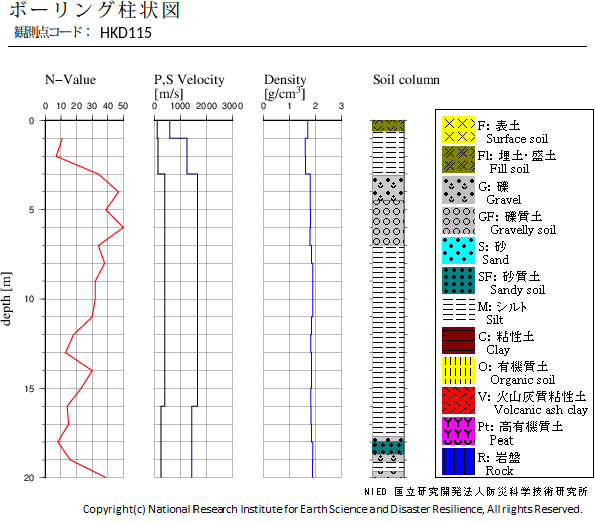 ボーリング柱状図
観測点コード： HKD115
N−Value
0 10 20 30 40 50
P,S Velocity
[m/s]
0 1000 2000 3000
Density
[g/cm3]
0 1 2 3
Soil column
depth [m]
0
5
10
15
20
F: 表土
Surface soil
Fl: 埋土・盛土
Fill soil
G: 礫
Gravel
GF: 礫質土
Gravelly soil
S: 砂
Sand
SF: 砂質土
Sandy soil
M: シルト
Silt
C: 粘性土
Clay
O: 有機質土
Organic soil
V: 火山灰質粘性土
Volcanic ash clay
Pt: 高有機質土
Peat
R: 岩盤
Rock
NIED 国立研究開発法人防災科学技術研究所
Copyright(c) National Research Institute for Earth Science and Disaster Resilience, All Rights Reserved.